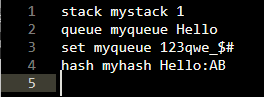 1 stack mystack 1
2 queue myqueue Hello
3 set myqueue 123qwe_$#
4 hash myhash Hello:AB
5